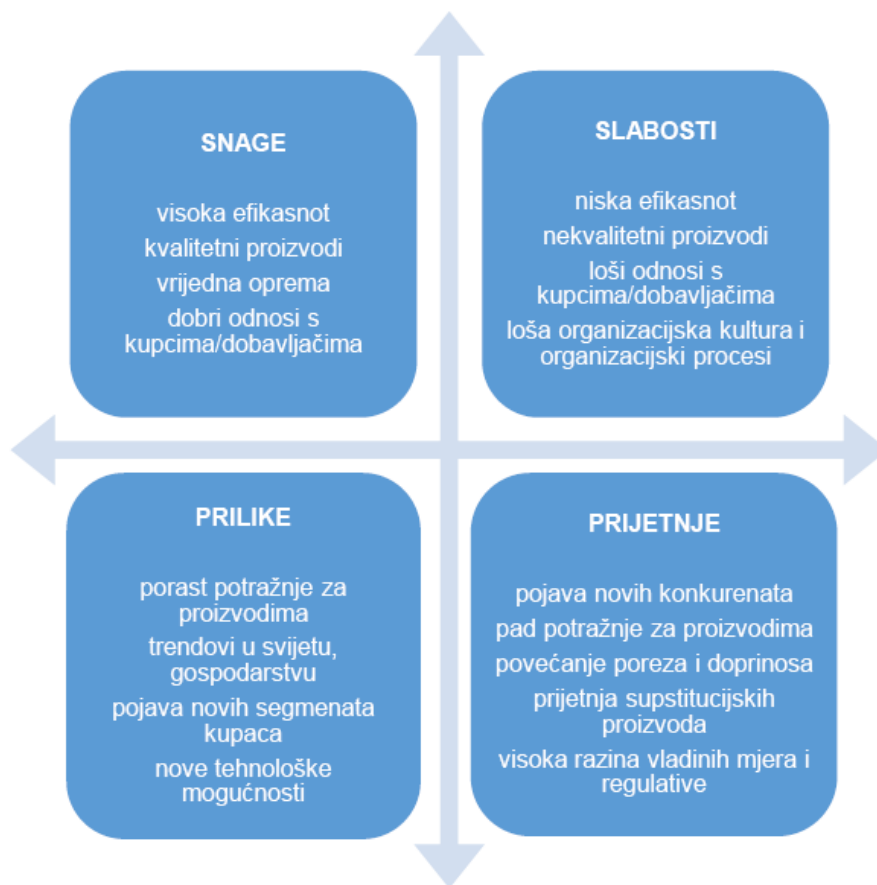 SNAGE
visoka efikasnot
kvalitetni proizvodi
vrijedna oprema
dobri odnosi s
kupcima/dobavljačima
SLABOSTI
niska efikasnot
nekvalitetni proizvodi
loši odnosi s
kupcima/dobavljačima
loša organizacijska kultura i
organizacijski procesi
PRILIKE
porast potražnje za
proizvodima
trendovi u svijetu,
gospodarstvu
pojava novih segmenata
kupaca
nove tehnološke
mogućnosti
PRIJETNJE
pojava novih konkurenata
pad potražnje za proizvodima
povećanje poreza i doprinosa
prijetnja supstitucijskih
proizvoda
visoka razina vladinih mjera i
regulative